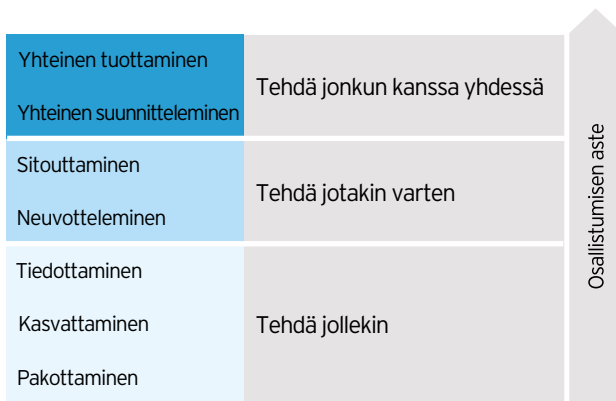 Yhteinen tuottaminen
Yhteinen suunnitteleminen
Tehdä jonkun kanssa yhdessä
Sitouttaminen
Neuvotteleminen
Tehdä jotakin varten
Tiedottaminen
Kasvattaminen
Pakottaminen
Tehdä jollekin
Osallistumisen aste